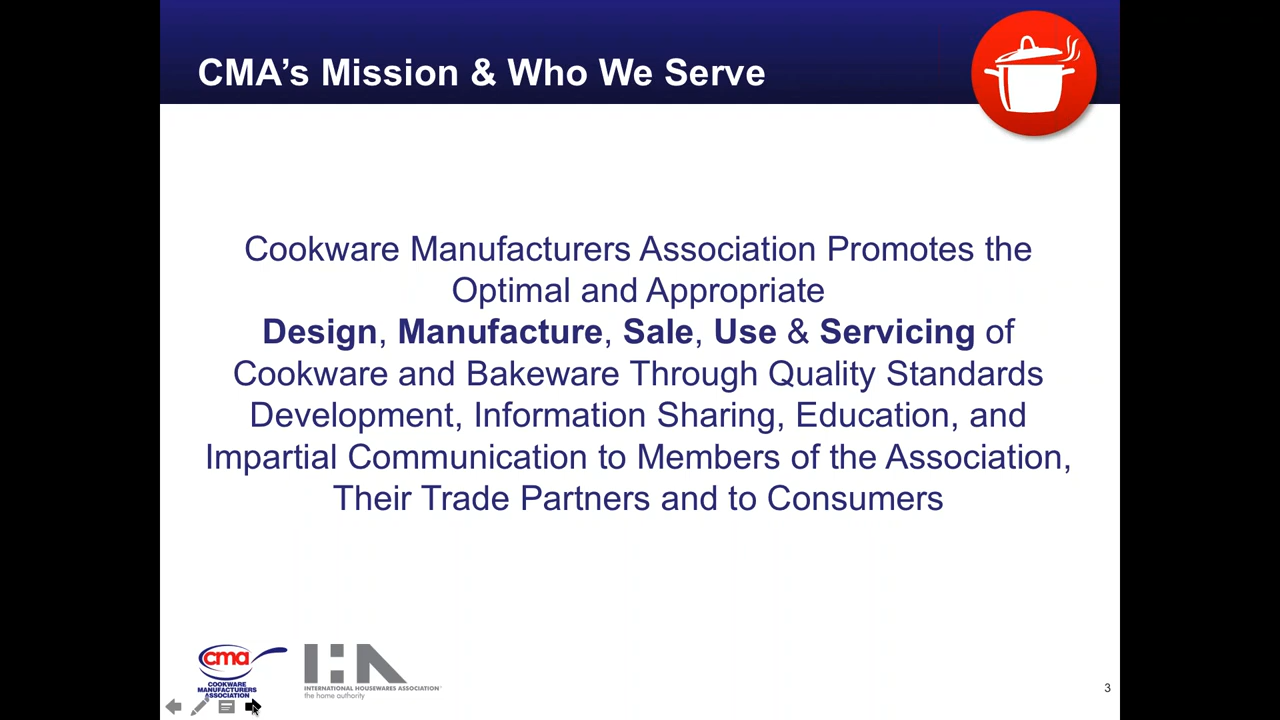 CMA's Mission & Who We Serve
Cookware Manufacturers Association Promotes the
Optimal and Appropriate
Design, Manufacture, Sale, Use & Servicing of
Cookware and Bakeware Through Quality Standards
Development, Information Sharing, Education, and
Impartial Communication to Members of the Association,
Their Trade Partners and to Consumers
cma
COOKWARE
MANUFACTURERS
ASSOCIATION
IHA
INTERNATIONAL HOUSEWARES ASSOCIATION
the home authority
3